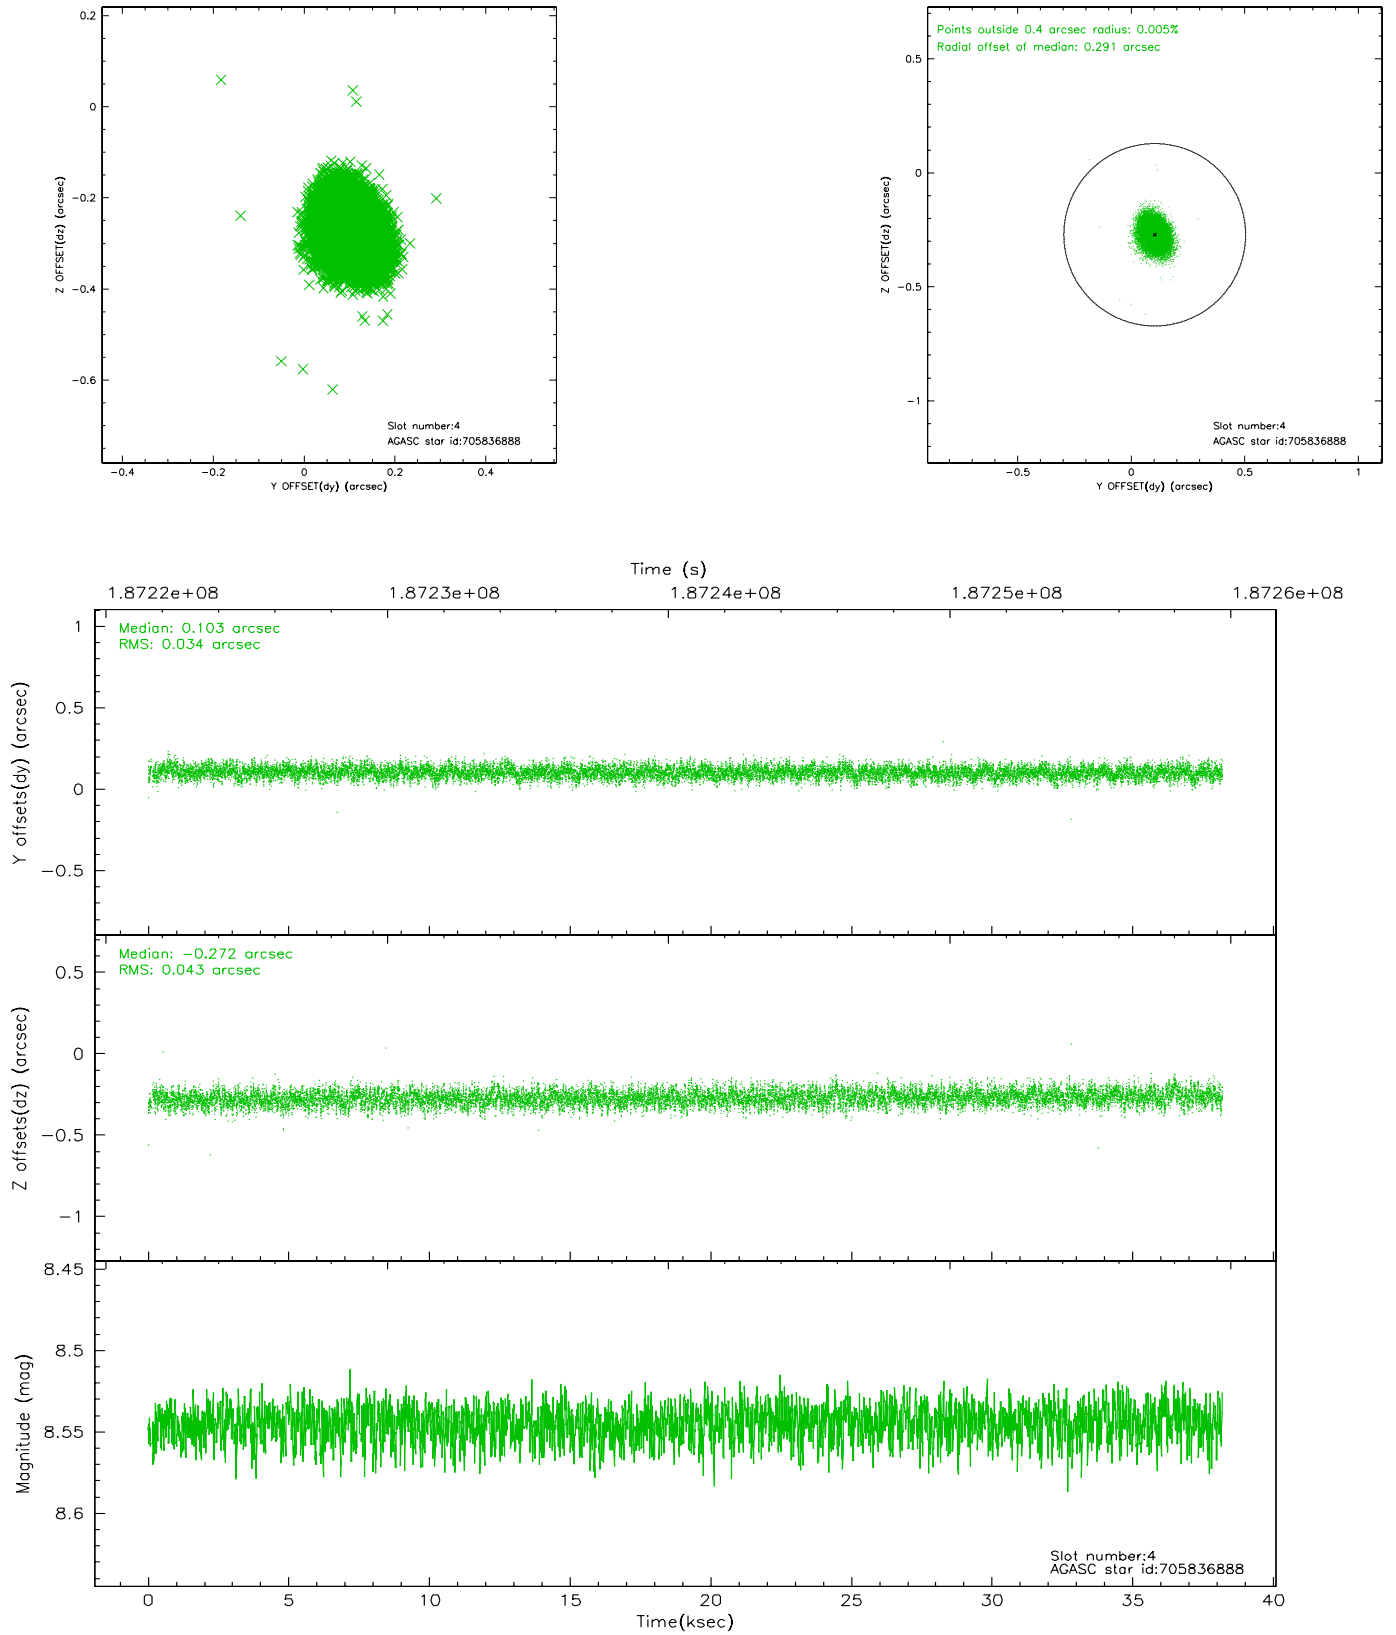 0.2
0
−0.2
−0.4
−0.6
Z OFFSET(dz) (arcsec)
Slot number:4
AGASC star id:705836888
−0.4
−0.2
0
0.2
0.4
Y OFFSET(dy) (arcsec)
Points outside 0.4 arcsec radius: 0.005%
Radial offset of median: 0.291 arcsec
0.5
0
−0.5
−1
Z OFFSET(dz) (arcsec)
Slot number:4
AGASC star id:705836888
−0.5
0
0.5
1
Y OFFSET(dy) (arcsec)
Time (s)
1.8722e+08
1.8723e+08
1.8724e+08
1.8725e+08
1.8726e+08
Median: 0.103 arcsec
RMS: 0.034 arcsec
1
0.5
0
−0.5
Y offsets(dy) (arcsec)
Median: −0.272 arcsec
RMS: 0.043 arcsec
0.5
0
−0.5
−1
Z offsets(dz) (arcsec)
8.45
8.5
8.55
8.6
Magnitude (mag)
Slot number:4
AGASC star id:705836888
0
5
10
15
20
25
30
35
40
Time(ksec)